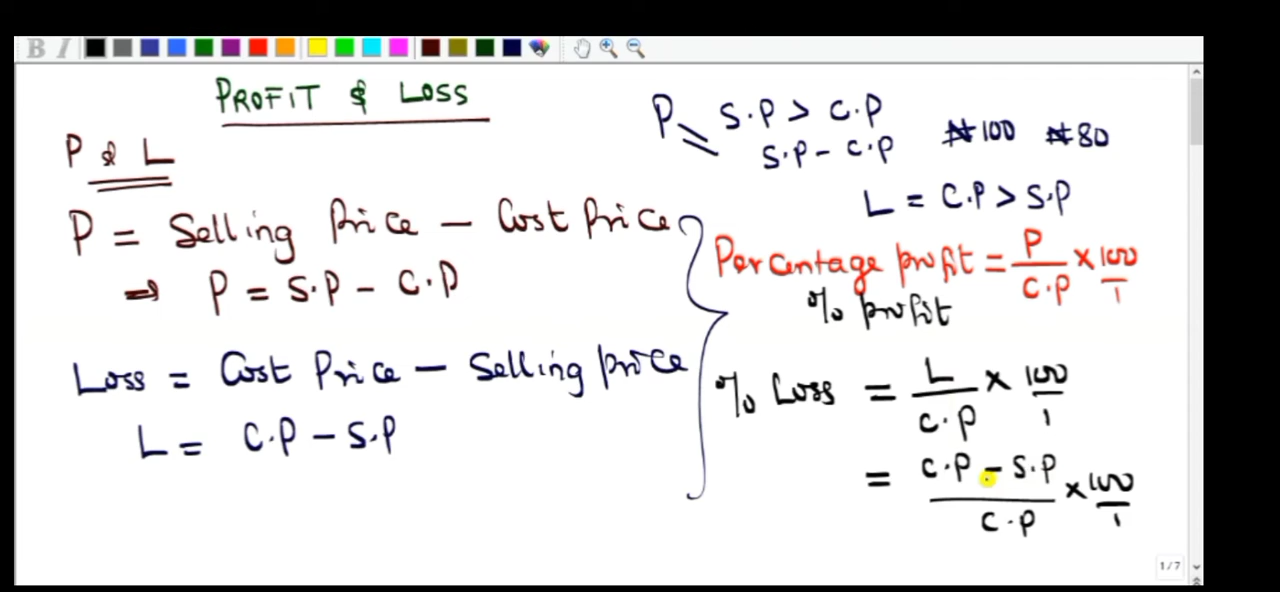 B I
PROFIT & LOSS
P & L
P = Selling Price - Cost Price
⇒ P = S.P - C.P
Loss = Cost Price - Selling price
L = C.P - S.P
P S.P > C.P
S.P - C.P ₦100 ₦80
L = C.P > S.P
Percentage profit = P/C.P × 100/1
% profit
% Loss = L/C.P × 100/1
= C.P - S.P/C.P × 100/1
1/7